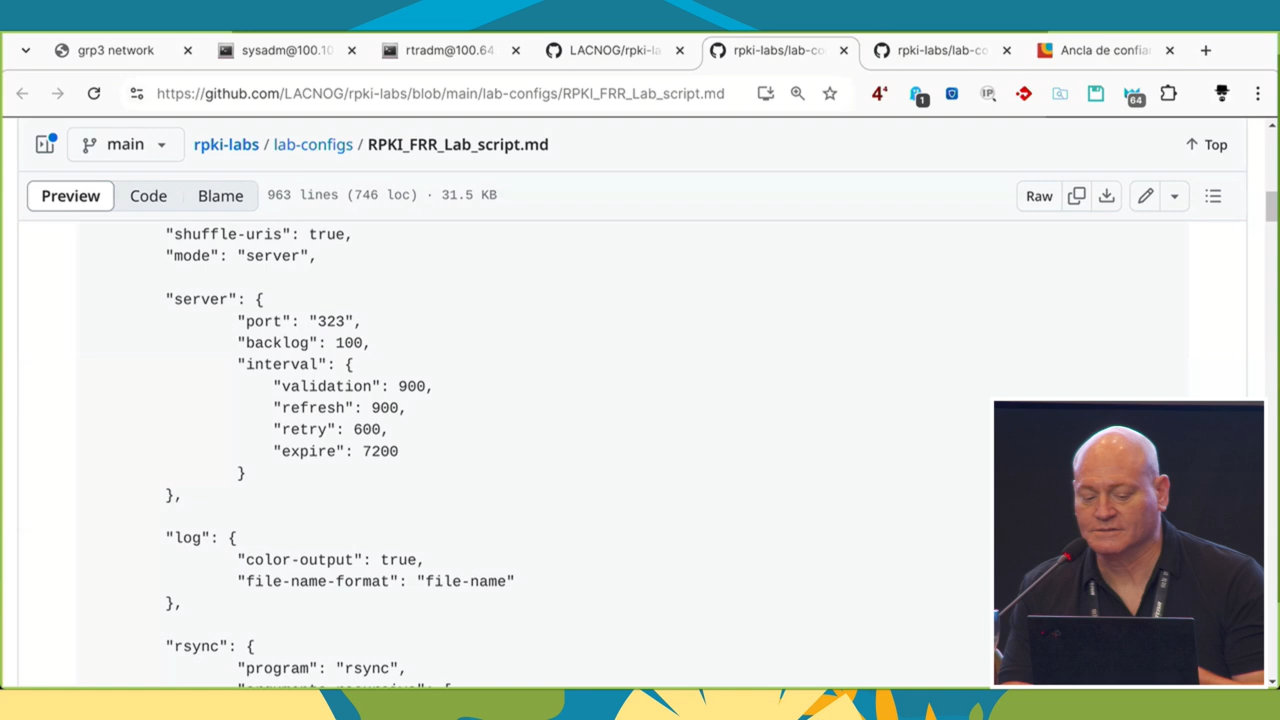 grp3 network
sysadm@100.10
rtradm@100.64
LACNOG/rpki-la
rpki-labs/lab-co
rpki-labs/lab-co
Ancla de confia
https://github.com/LACNOG/rpki-labs/blob/main/lab-configs/RPKI_FRR_Lab_script.md
4⁴
1
IP
64
main
rpki-labs / lab-configs / RPKI_FRR_Lab_script.md
Top
Preview
Code
Blame
963 lines (746 loc) · 31.5 KB
Raw
"shuffle-uris": true,
"mode": "server",
"server": {
"port": "323",
"backlog": 100,
"interval": {
"validation": 900,
"refresh": 900,
"retry": 600,
"expire": 7200
}
},
"log": {
"color-output": true,
"file-name-format": "file-name"
},
"rsync": {
"program": "rsync",